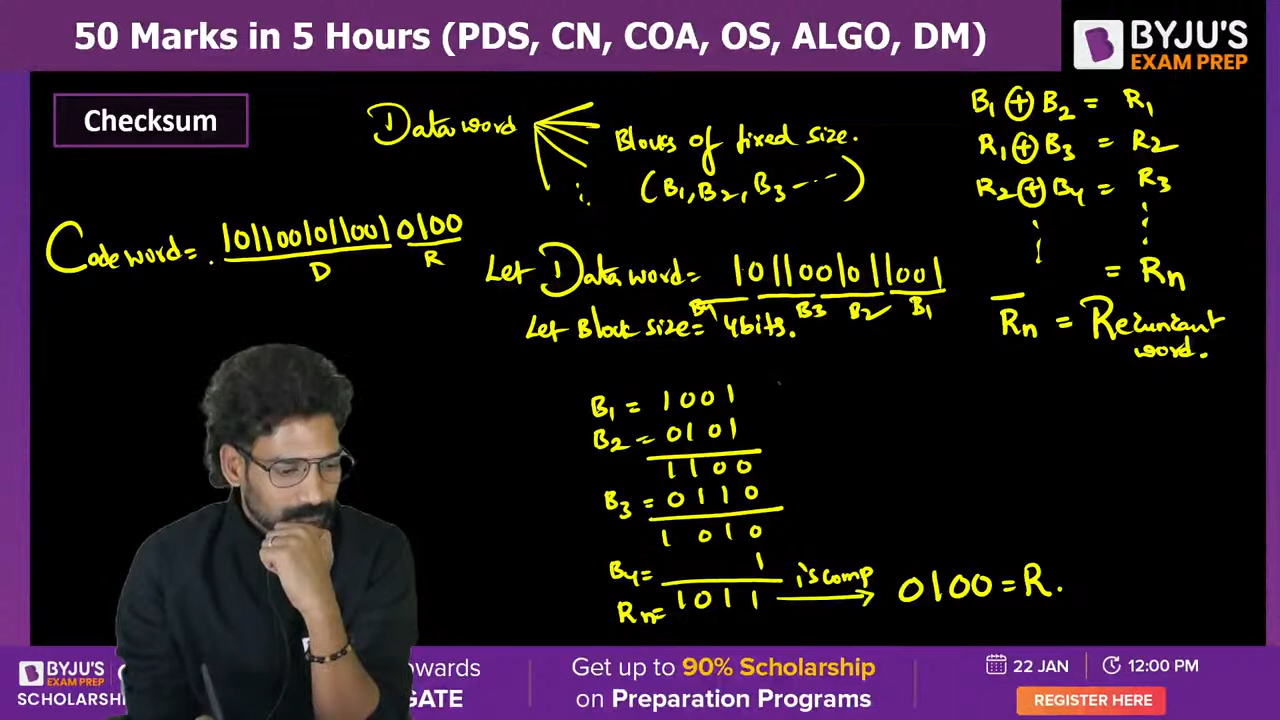 50 Marks in 5 Hours (PDS, CN, COA, OS, ALGO, DM)
BYJU'S
EXAM PREP
Checksum
Dataword
Blocks of fixed size.
(B1, B2, B3 ----)
B1 ⊕ B2 = R1
R1 ⊕ B3 = R2
R2 ⊕ B4 = R3
= Rn
R̅n = Reduntant
word.
Codeword = 1011001011001 0100
D R
Let Dataword = 1011001011001
B4 B3 B2 B1
Let Block size = 4bits.
B1 = 1001
B2 = 0101
1100
B3 = 0110
1010
B4 = 1
Rn = 1011 1's comp 0100 = R.
BYJU'S
EXAM PREP
SCHOLARSH
wards
GATE
Get up to 90% Scholarship
on Preparation Programs
22 JAN
12:00 PM
REGISTER HERE